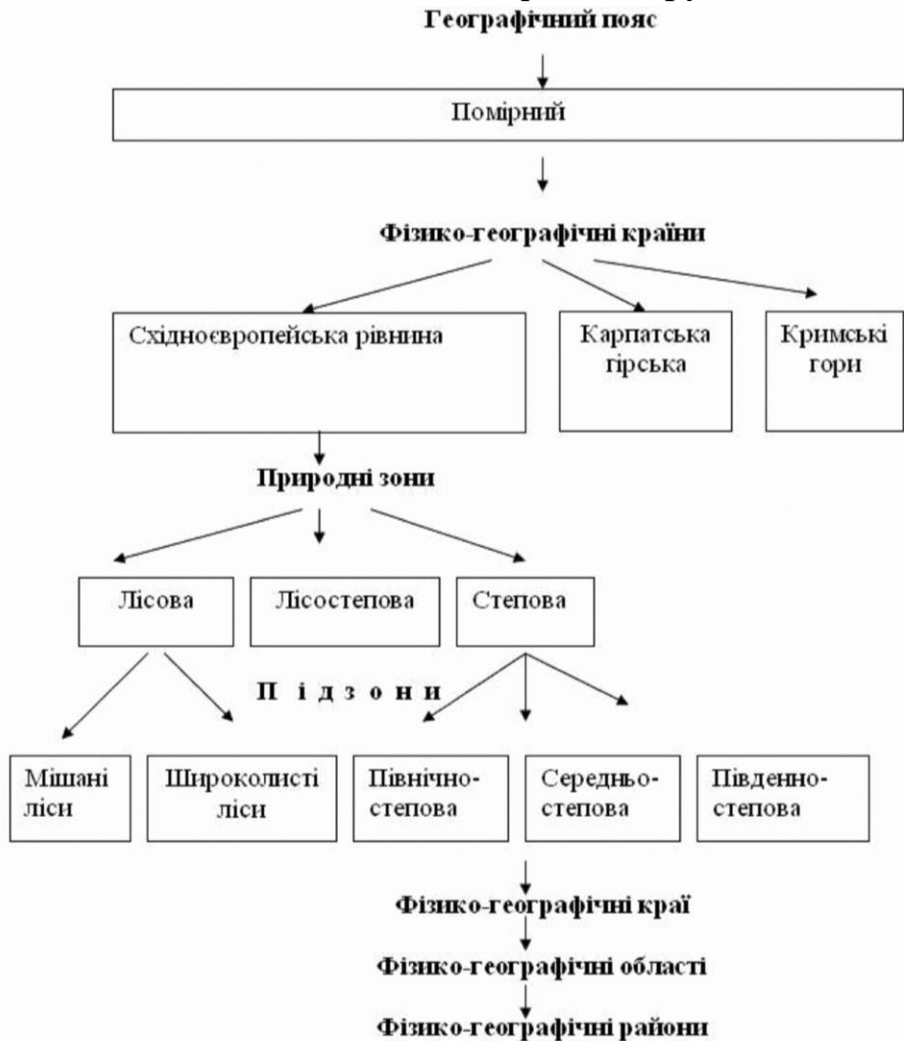 Географічний пояс
Помірний
Фізико-географічні країни
Східноєвропейська рівнина
Карпатська
гірська
Кримські
гори
Природні зони
Лісова
Лісостепова
Степова
П і д з о н и
Мішані
ліси
Широколисті
ліси
Північно-
степова
Середньо-
степова
Південно-
степова
Фізико-географічні краї
Фізико-географічні області
Фізико-географічні райони